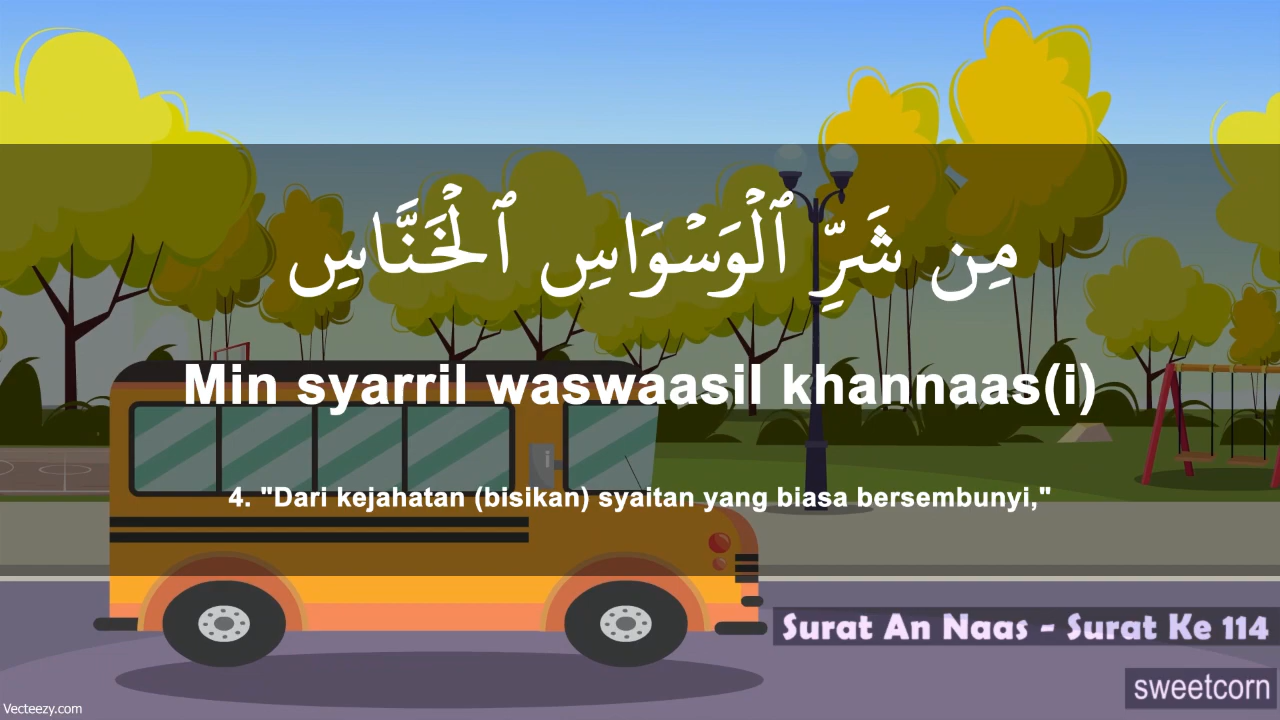 مِن شَرِّ ٱلْوَسْوَاسِ ٱلْخَنَّاسِ
Min syarril waswaasil khannaas(i)
4. "Dari kejahatan (bisikan) syaitan yang biasa bersembunyi,"
Surat An Naas - Surat Ke 114
sweetcorn
Vecteezy.com